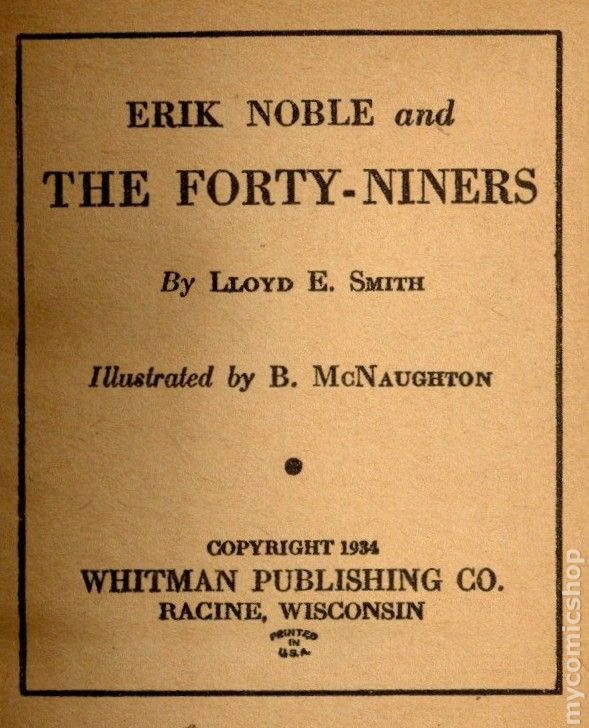 ERIK NOBLE and
THE FORTY-NINERS
By LLOYD E. SMITH
Illustrated by B. McNAUGHTON
COPYRIGHT 1934
WHITMAN PUBLISHING CO.
RACINE, WISCONSIN
PRINTED
IN
U.S.A.
mycomicshop